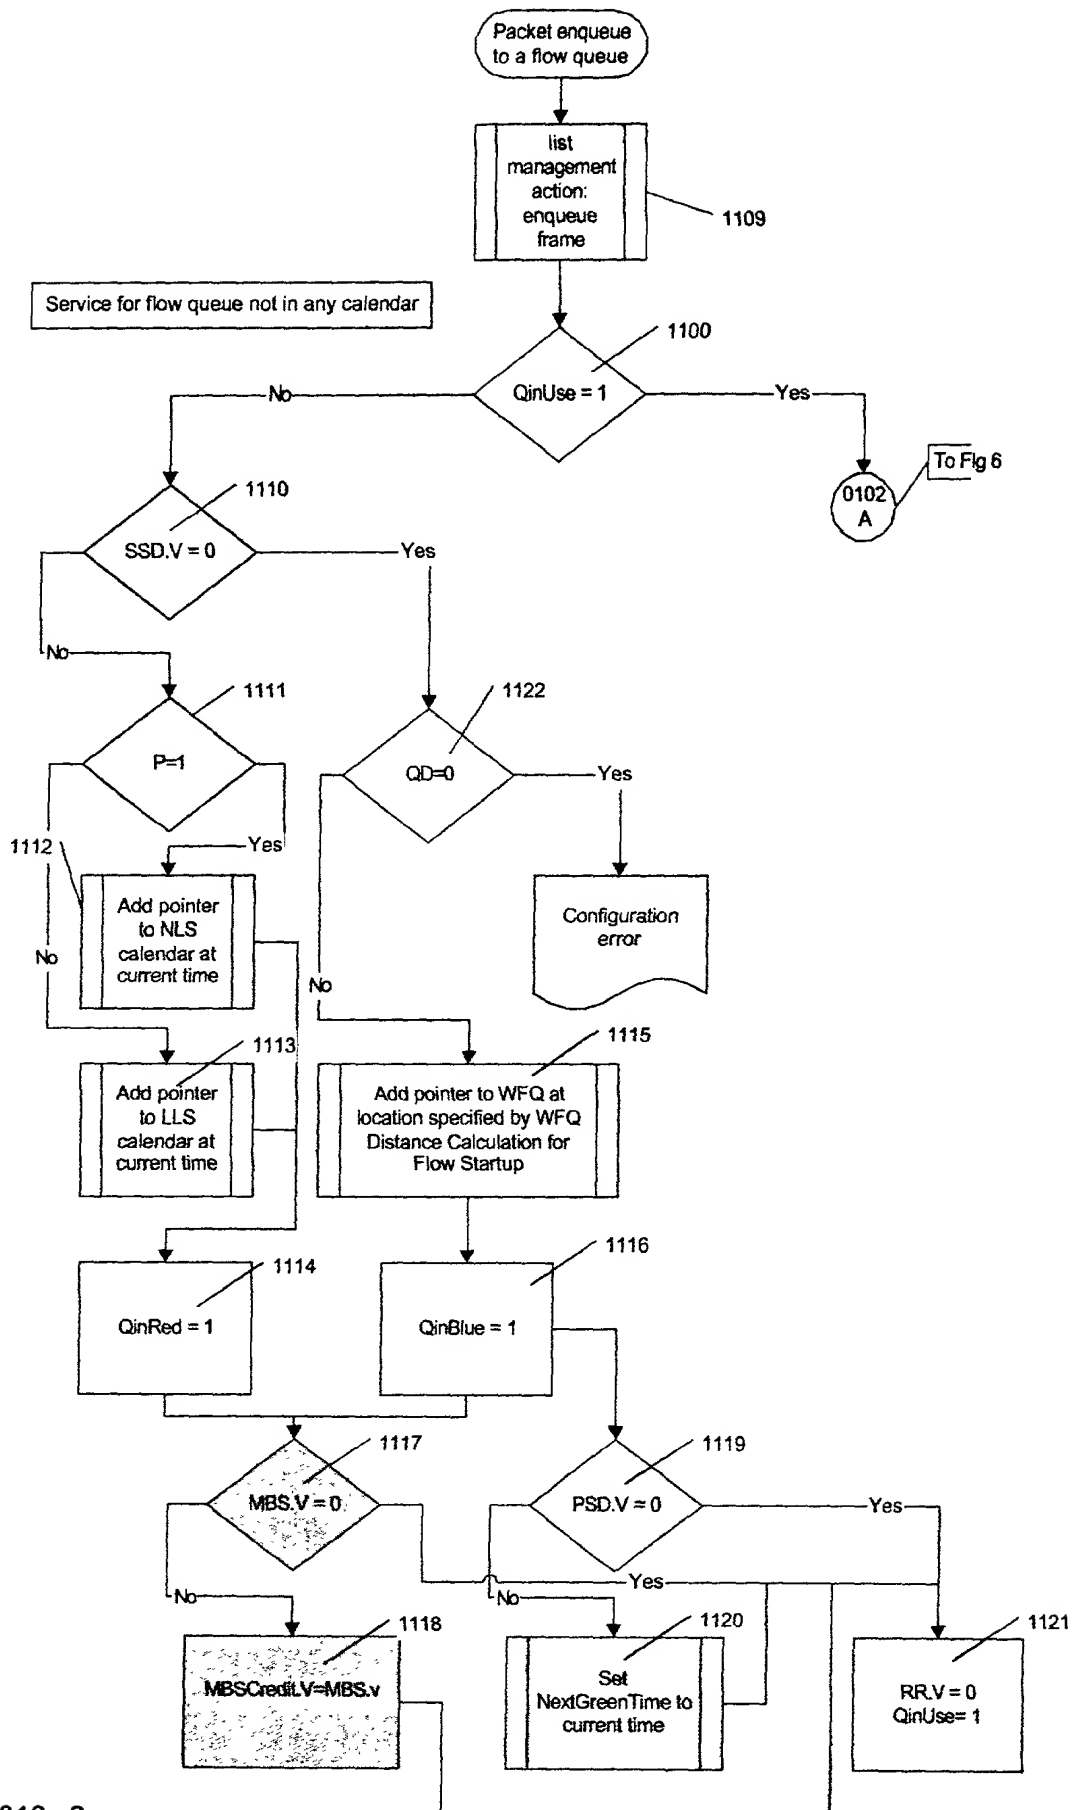 Packet enqueue
to a flow queue
list
management
action:
enqueue
frame
1109
Service for flow queue not in any calendar
1100
QinUse = 1
No
Yes
To Fig 6
0102
A
1110
SSD.V = 0
Yes
No
1111
1122
P=1
QD=0
Yes
1112
Yes
Add pointer
to NLS
calendar at
current time
Configuration
error
No
No
1113
1115
Add pointer
to LLS
calendar at
current time
Add pointer to WFQ at
location specified by WFQ
Distance Calculation for
Flow Startup
1114
1116
QinRed = 1
QinBlue = 1
1117
1119
MBS.V = 0
PSD.V = 0
Yes
Yes
No
No
1118
1120
1121
MBSCredit.V=MBS.v
Set
NextGreenTime to
current time
RR.V = 0
QinUse= 1